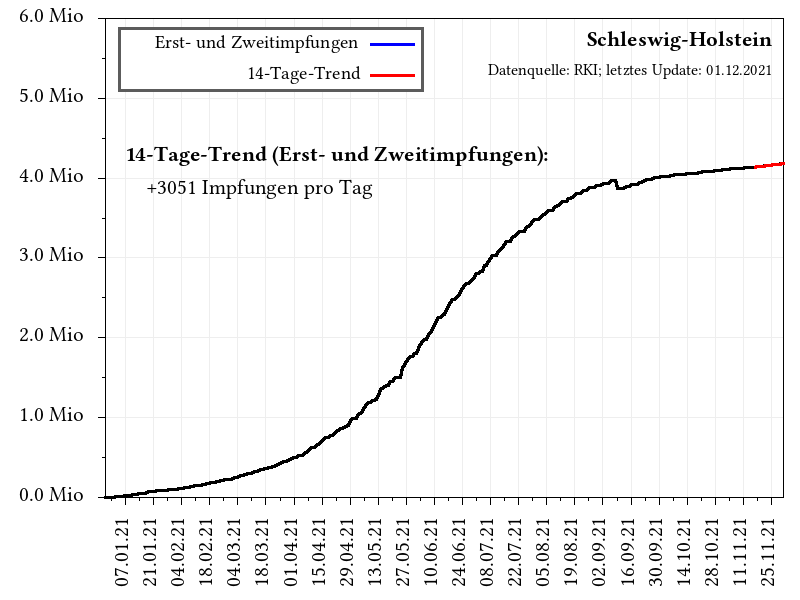 6.0 Mio
5.0 Mio
4.0 Mio
3.0 Mio
2.0 Mio
1.0 Mio
0.0 Mio
Erst- und Zweitimpfungen
14-Tage-Trend
Schleswig-Holstein
Datenquelle: RKI; letztes Update: 01.12.2021
14-Tage-Trend (Erst- und Zweitimpfungen):
+3051 Impfungen pro Tag
07.01.21
21.01.21
04.02.21
18.02.21
04.03.21
18.03.21
01.04.21
15.04.21
29.04.21
13.05.21
27.05.21
10.06.21
24.06.21
08.07.21
22.07.21
05.08.21
19.08.21
02.09.21
16.09.21
30.09.21
14.10.21
28.10.21
11.11.21
25.11.21